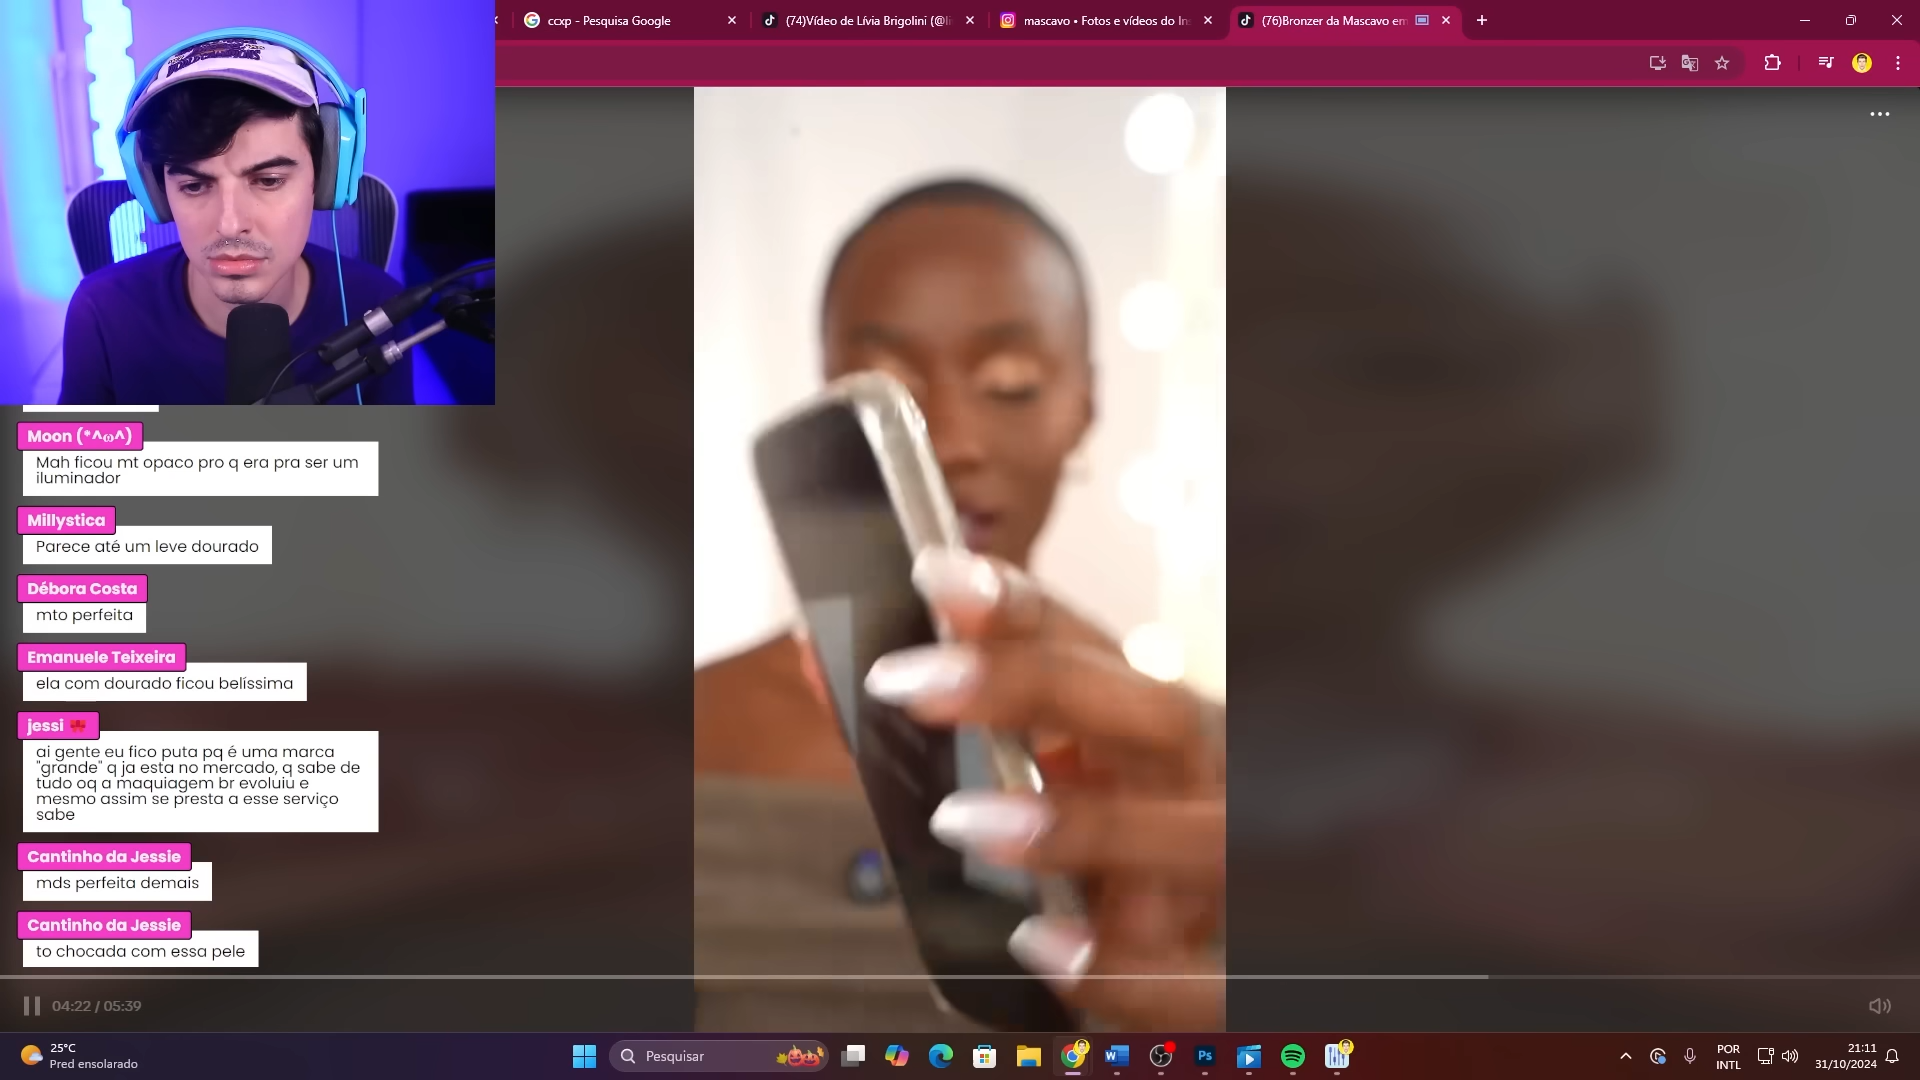 ccxp - Pesquisa Google
(74)Vídeo de Lívia Brigolini (@li
mascavo • Fotos e vídeos do In
(76)Bronzer da Mascavo em
Moon (*^ω^)
Mah ficou mt opaco pro q era pra ser um
iluminador
Millystica
Parece até um leve dourado
Débora Costa
mto perfeita
Emanuele Teixeira
ela com dourado ficou belíssima
jessi 🎀
ai gente eu fico puta pq é uma marca
"grande" q ja esta no mercado, q sabe de
tudo oq a maquiagem br evoluiu e
mesmo assim se presta a esse serviço
sabe
Cantinho da Jessie
mds perfeita demais
Cantinho da Jessie
to chocada com essa pele
04:22 / 05:39
25°C
Pred ensolarado
Pesquisar
POR
INTL
21:11
31/10/2024